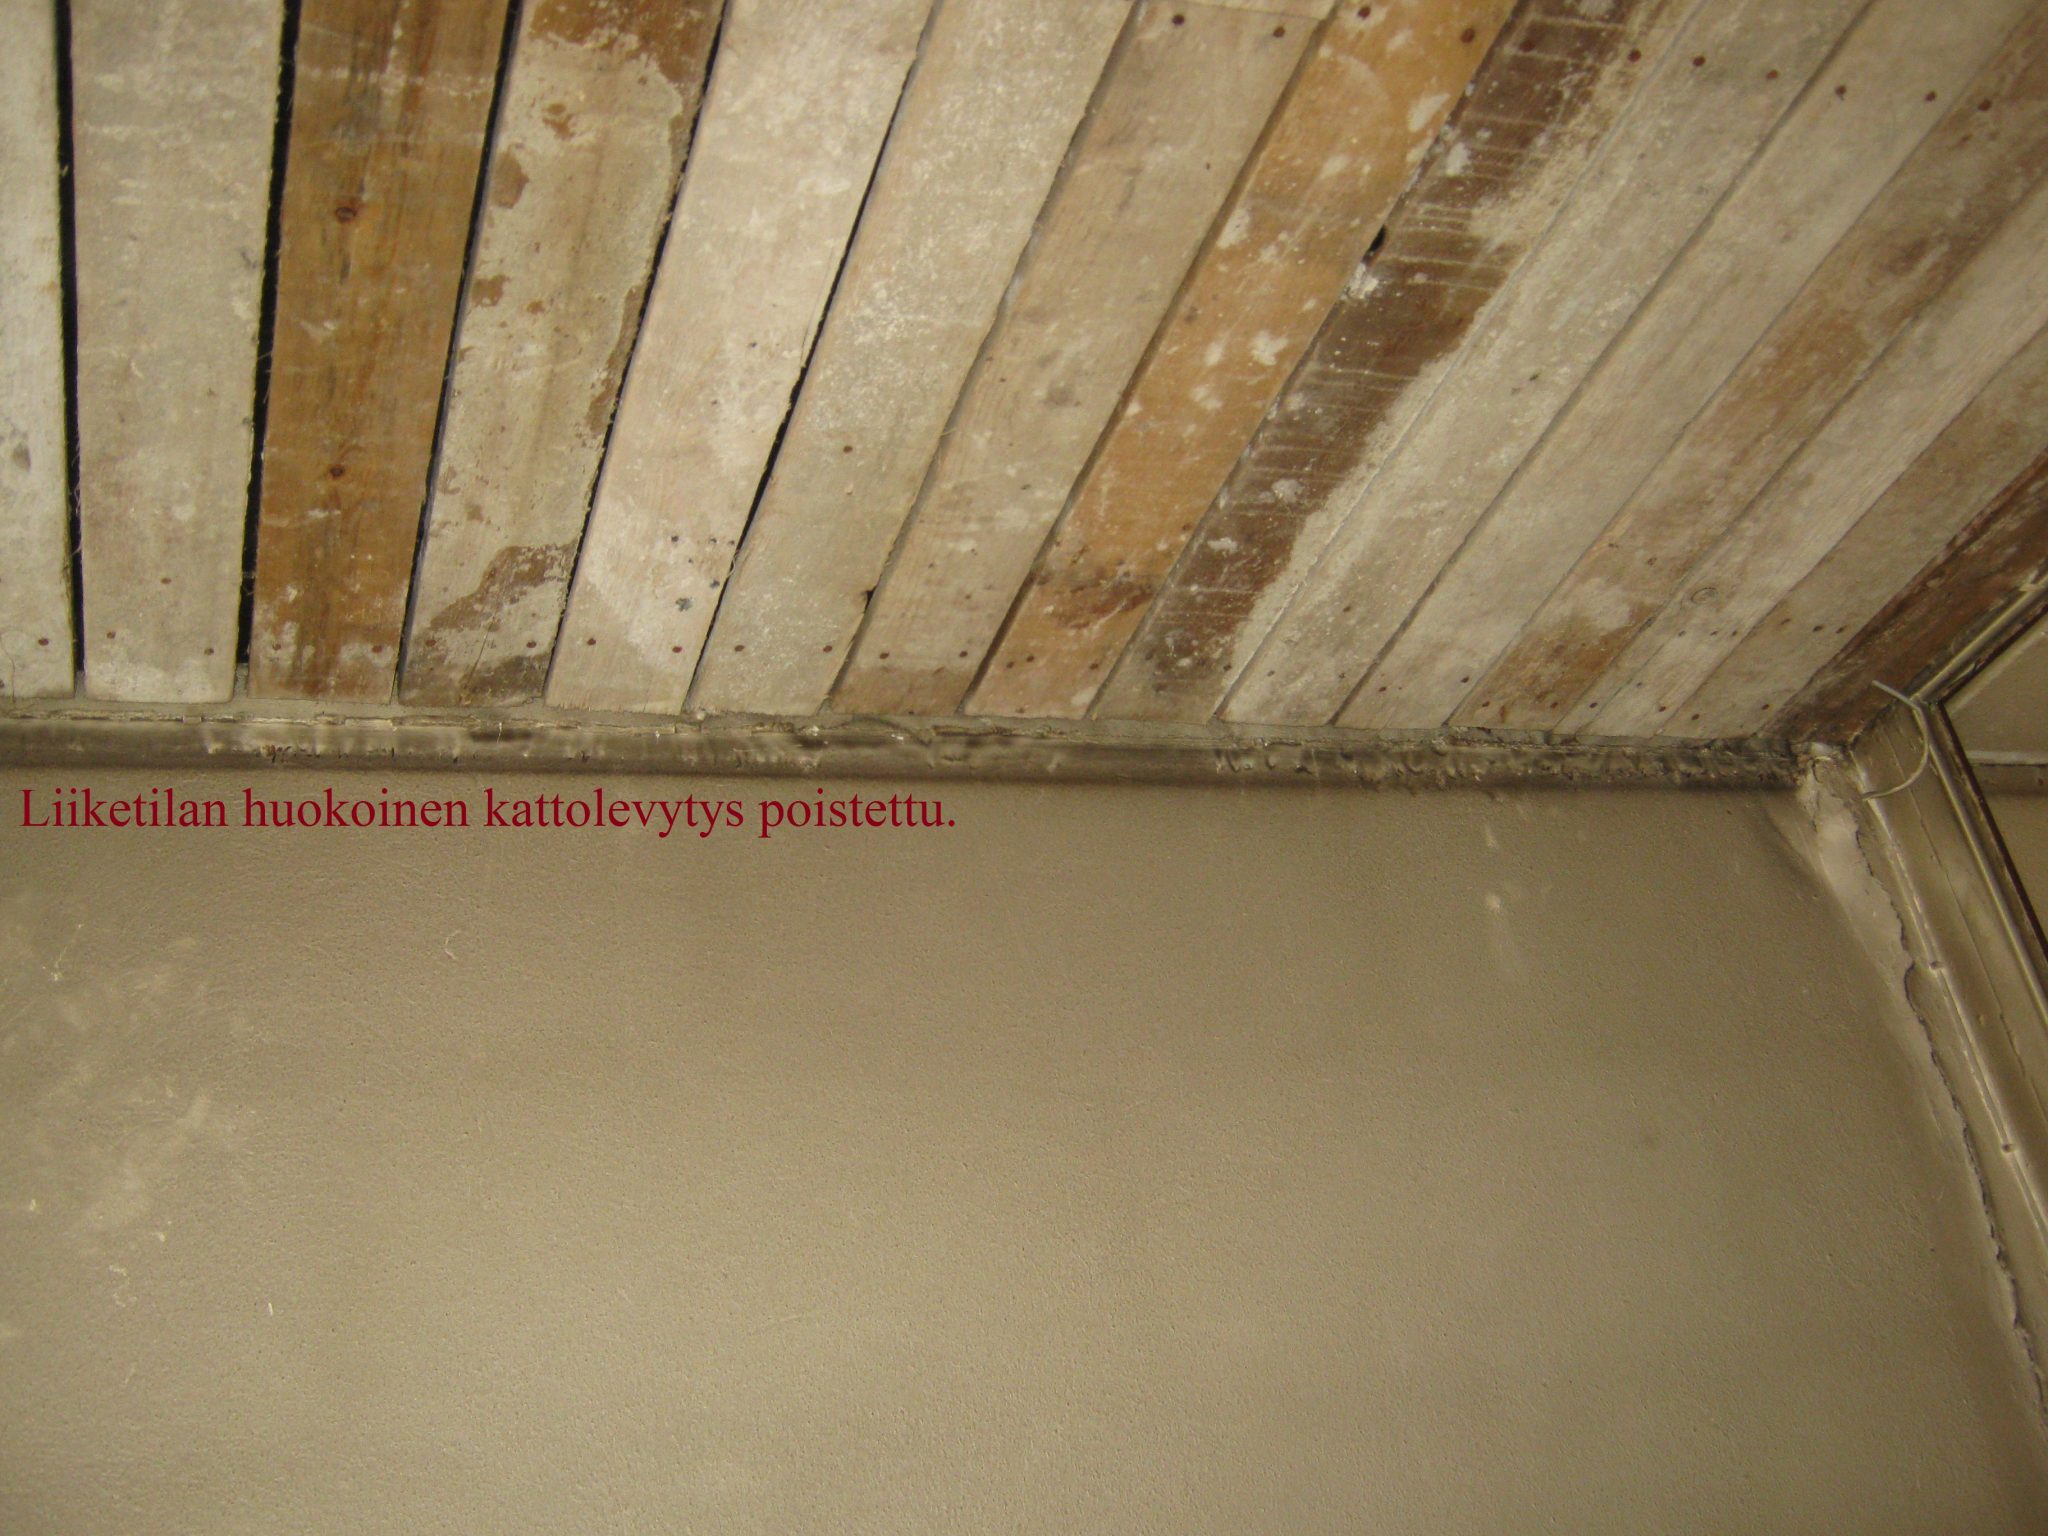 Liiketilan huokoinen kattolevytys poistettu.